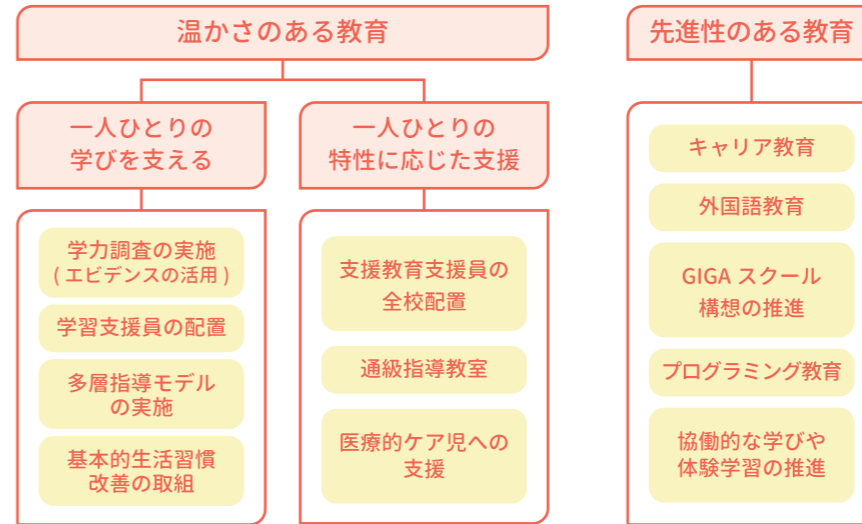 温かさのある教育
一人ひとりの
学びを支える
学力調査の実施
( エビデンスの活用 )
学習支援員の配置
多層指導モデル
の実施
基本的生活習慣
改善の取組
一人ひとりの
特性に応じた支援
支援教育支援員の
全校配置
通級指導教室
医療的ケア児への
支援
先進性のある教育
キャリア教育
外国語教育
GIGA スクール
構想の推進
プログラミング教育
協働的な学びや
体験学習の推進